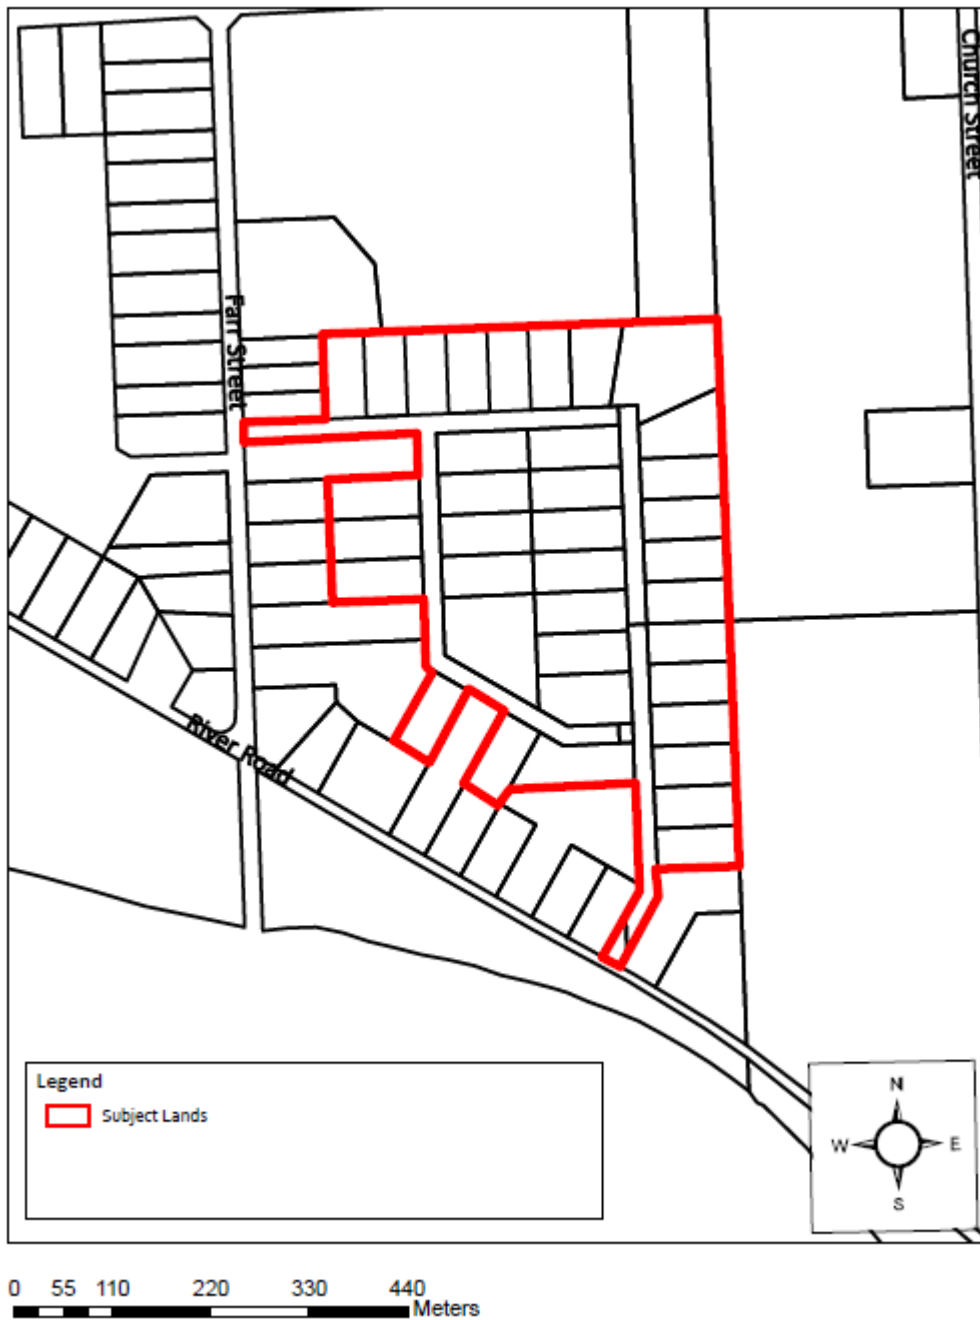 Church Street
Farr Street
River Road
Legend
Subject Lands
N
W
E
S
0 55 110 220 330 440
Meters